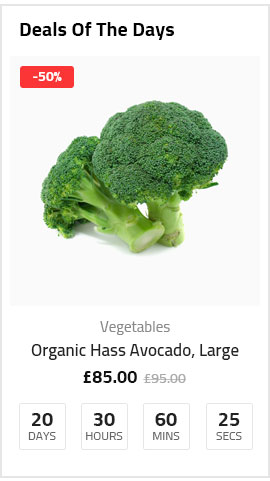 Deals Of The Days
-50%
Vegetables
Organic Hass Avocado, Large
£85.00 £95.00
20 30 60 25
DAYS HOURS MINS SECS